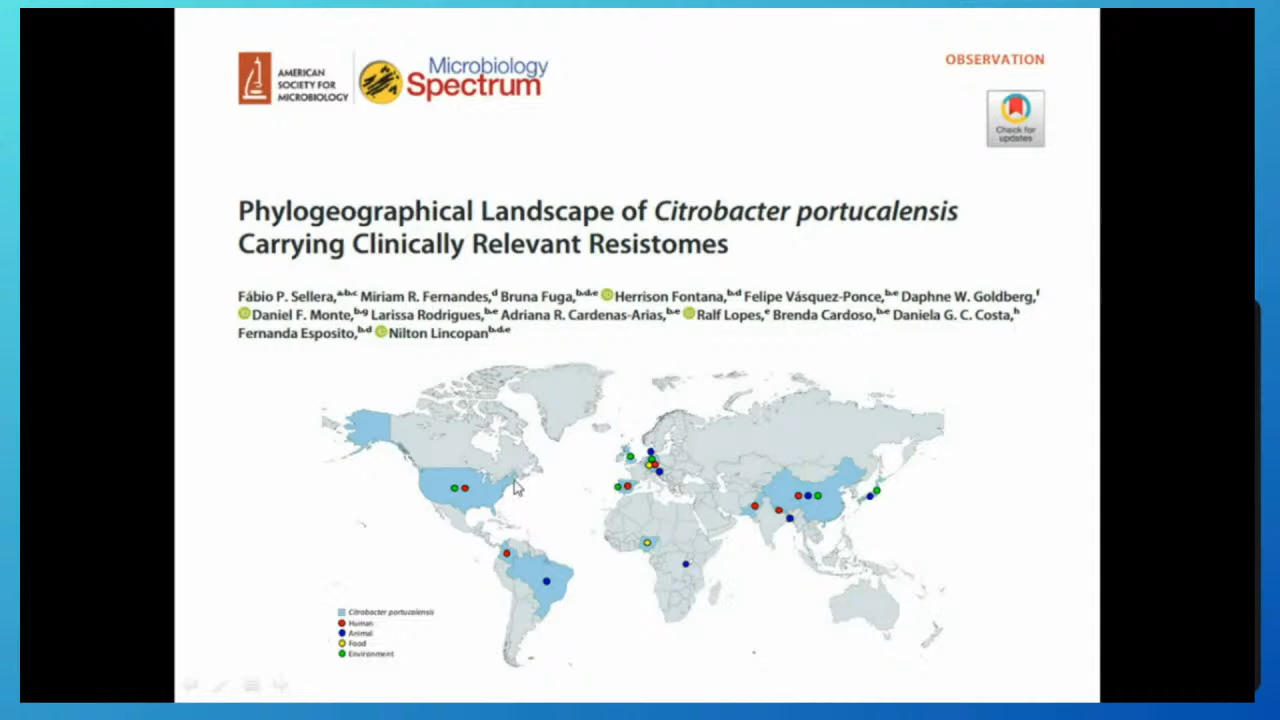 AMERICAN
SOCIETY FOR
MICROBIOLOGY
Microbiology
Spectrum
OBSERVATION
Check for
updates
Phylogeographical Landscape of Citrobacter portucalensis
Carrying Clinically Relevant Resistomes
Fábio P. Sellera,a,b,c Miriam R. Fernandes,d Bruna Fuga,b,d,e Herrison Fontana,b,d Felipe Vásquez-Ponce,b,e Daphne W. Goldberg,f
Daniel F. Monte,b,g Larissa Rodrigues,b,e Adriana R. Cardenas-Arias,b,e Ralf Lopes,e Brenda Cardoso,b,e Daniela G. C. Costa,h
Fernanda Esposito,b,d Nilton Lincopanb,d,e
Citrobacter portucalensis
Human
Animal
Food
Environment